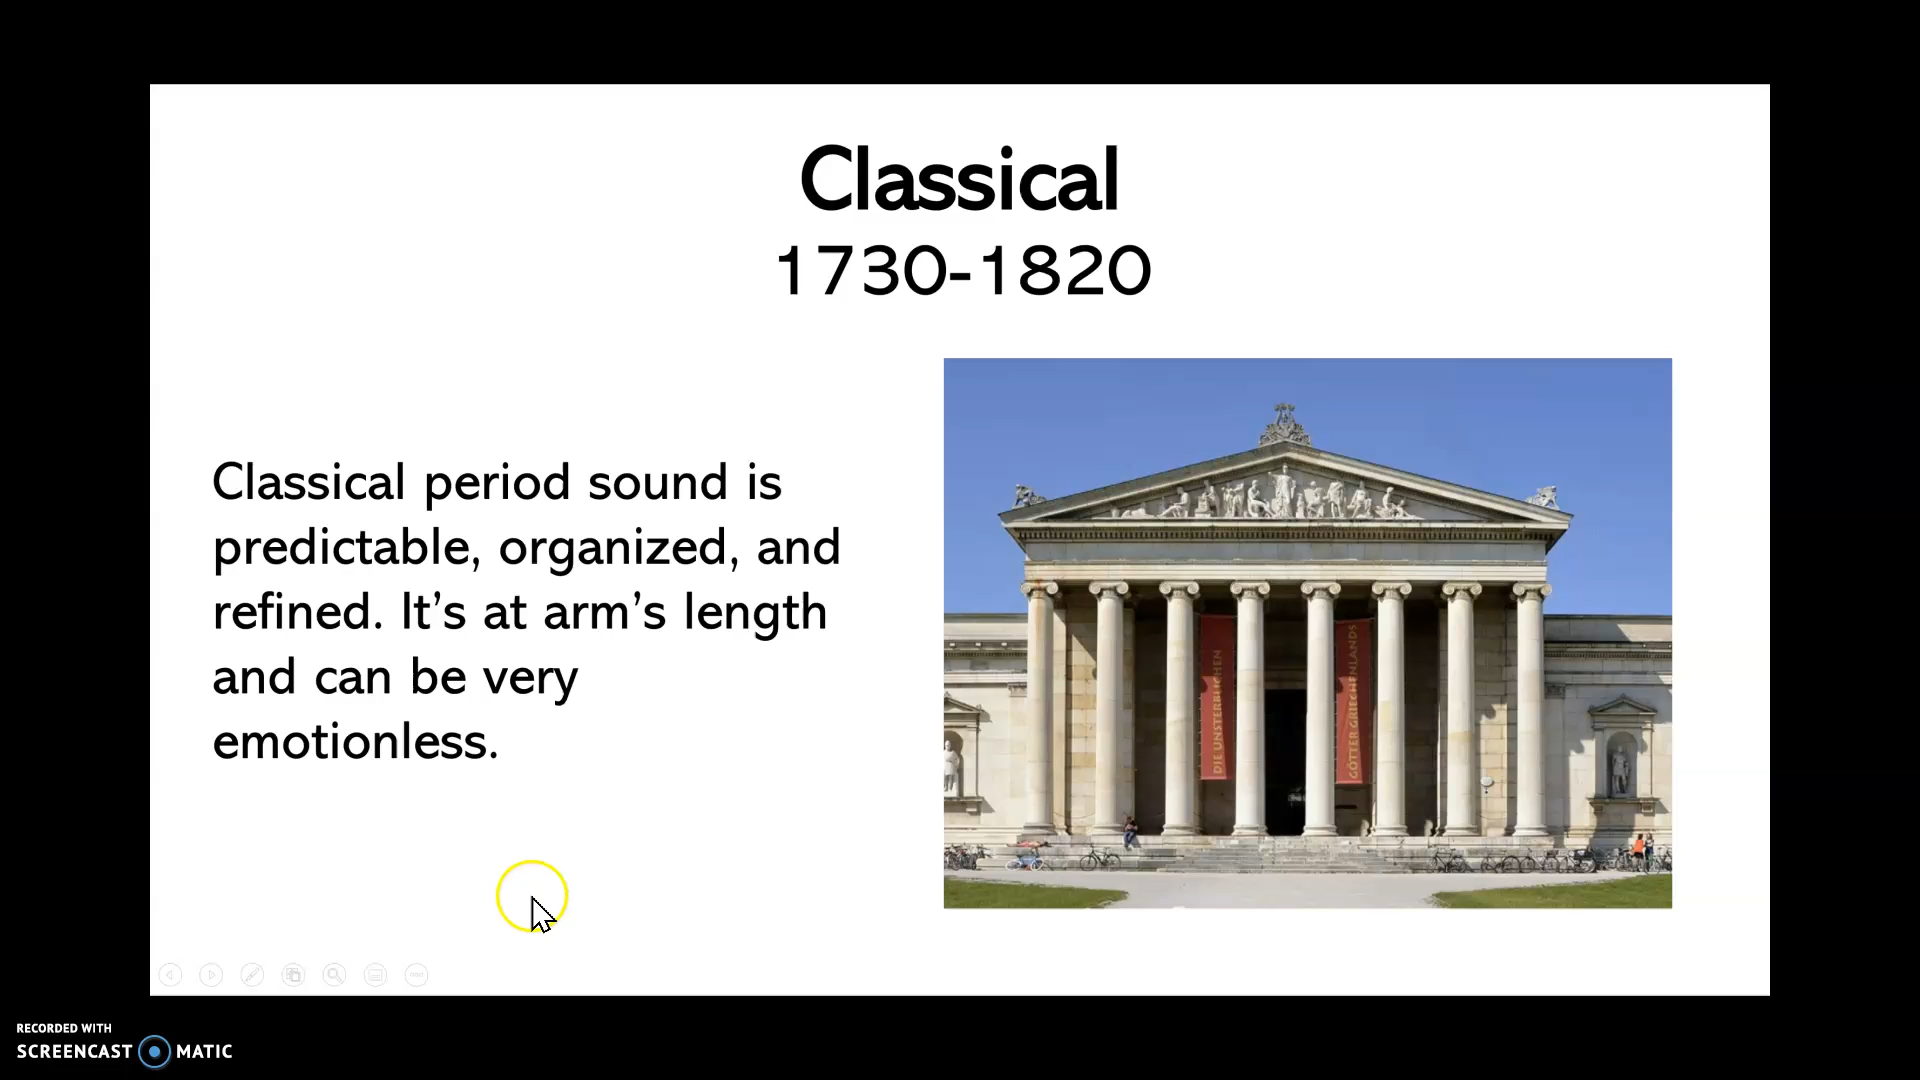 Classical
1730-1820
Classical period sound is
predictable, organized, and
refined. It's at arm's length
and can be very
emotionless.
DIE UNSTERBLICHEN
GÖTTER GRIECHENLANDS
RECORDED WITH
SCREENCAST MATIC